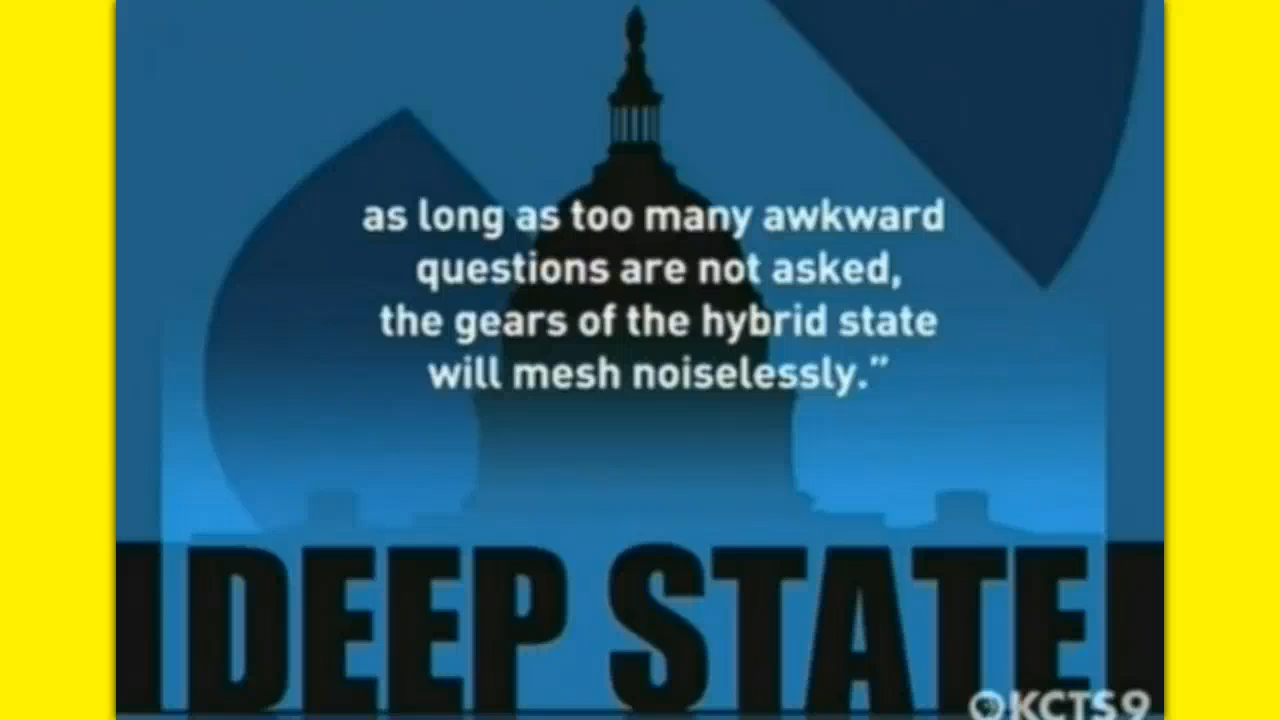 as long as too many awkward
questions are not asked,
the gears of the hybrid state
will mesh noiselessly.”
DEEP STATE
KCTS9